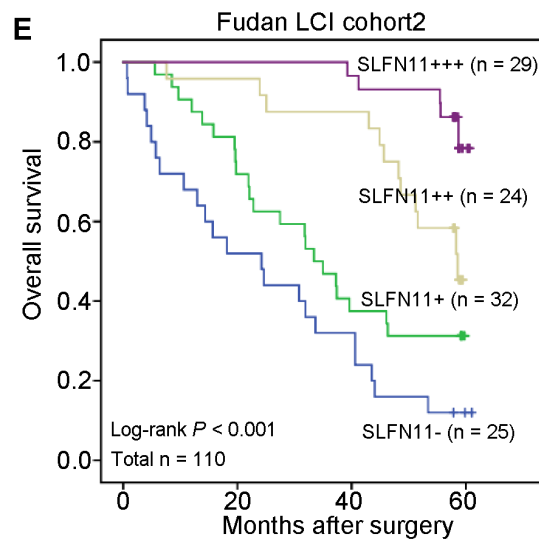 E
Fudan LCI cohort2
Overall survival
1.0
0.8
0.6
0.4
0.2
0.0
SLFN11+++ (n = 29)
SLFN11++ (n = 24)
SLFN11+ (n = 32)
SLFN11- (n = 25)
Log-rank P < 0.001
Total n = 110
0 20 40 60
Months after surgery